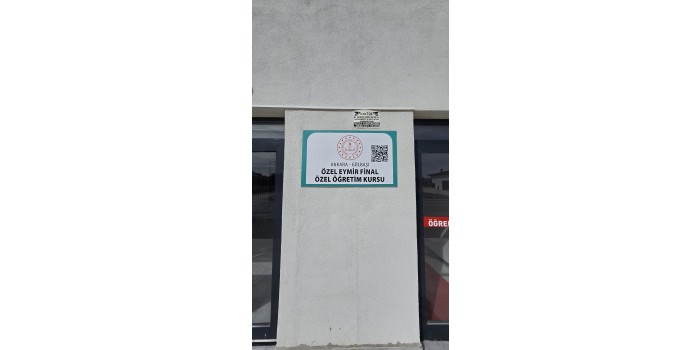 ANKARA - GÖLBAŞI
ÖZEL EYMİR FİNAL
ÖZEL ÖĞRETİM KURSU
ÖĞRE